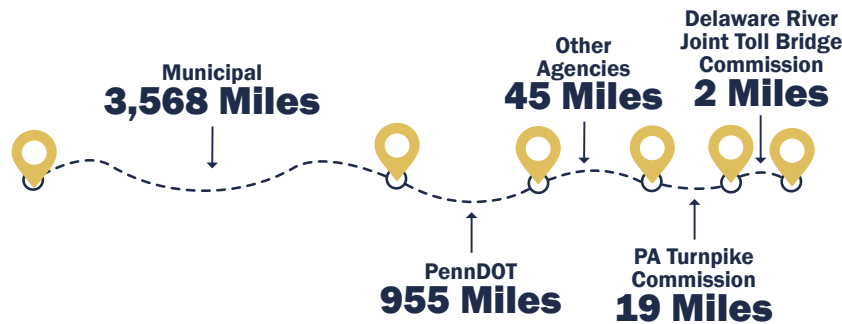 Municipal
3,568 Miles
PennDOT
955 Miles
Other
Agencies
45 Miles
PA Turnpike
Commission
19 Miles
Delaware River
Joint Toll Bridge
Commission
2 Miles